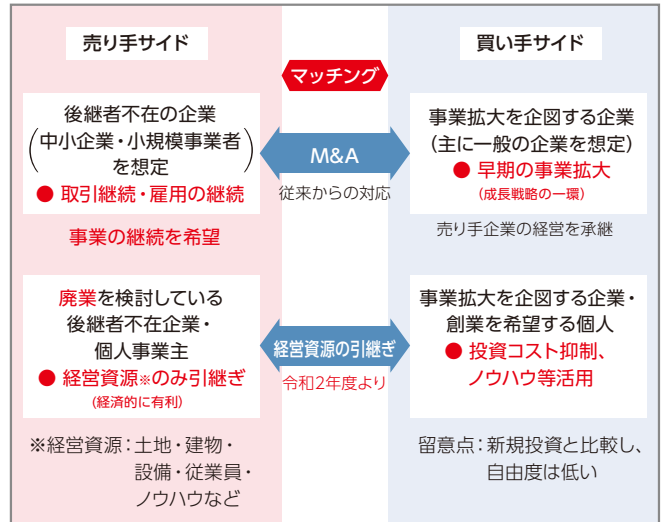 売り手サイド
マッチング
買い手サイド
後継者不在の企業
(中小企業・小規模事業者
を想定)
● 取引継続・雇用の継続
事業の継続を希望
M&A
従来からの対応
事業拡大を企図する企業
(主に一般の企業を想定)
● 早期の事業拡大
(成長戦略の一環)
売り手企業の経営を承継
廃業を検討している
後継者不在企業・
個人事業主
● 経営資源※のみ引継ぎ
(経済的に有利)
※経営資源:土地・建物・
設備・従業員・
ノウハウなど
経営資源の引継ぎ
令和2年度より
事業拡大を企図する企業・
創業を希望する個人
● 投資コスト抑制、
ノウハウ等活用
留意点:新規投資と比較し、
自由度は低い